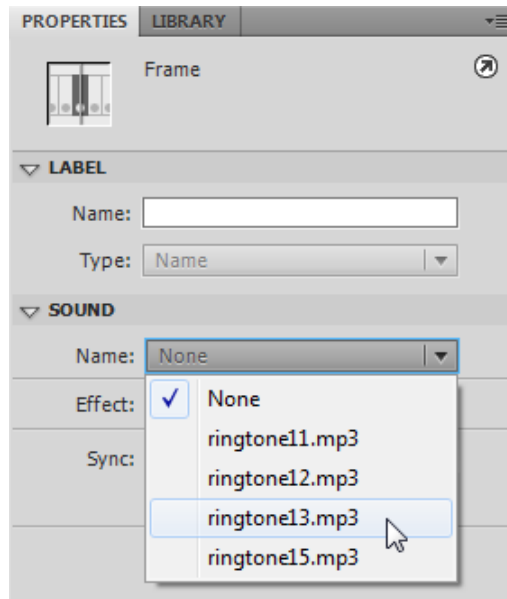 PROPERTIES LIBRARY
Frame
LABEL
Name:
Type: Name
SOUND
Name: None
Effect: None
ringtone11.mp3
Sync: ringtone12.mp3
ringtone13.mp3
ringtone15.mp3